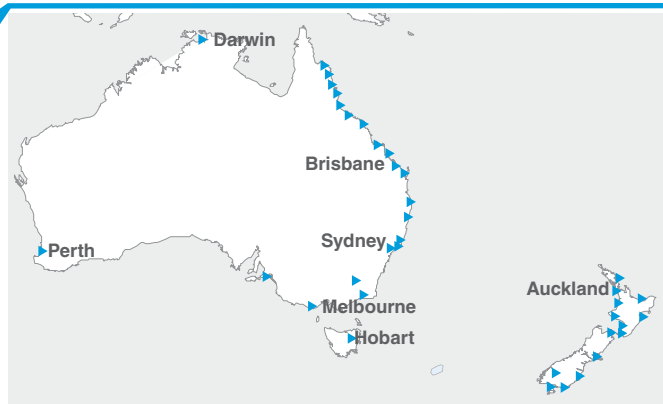 Darwin
Brisbane
Sydney
Perth
Auckland
Melbourne
Hobart